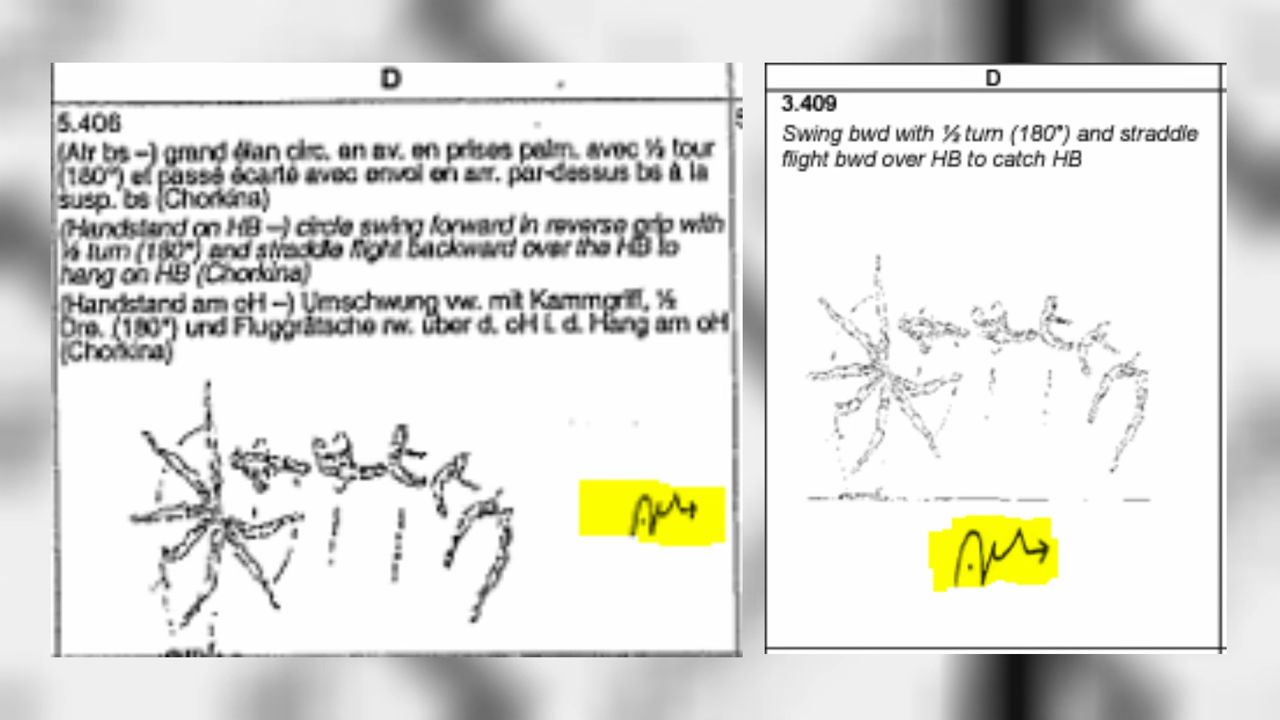 D
5.406
(Atr bs –) grand élan circ. en av. en prises palm. avec ½ tour
(180°) et passé écarté avec envol en arr. par-dessus bs à la
susp. bs (Chorkina)
(Handstand on HB –) circle swing forward in reverse grip with
½ turn (180°) and straddle flight backward over the HB to
hang on HB (Chorkina)
(Handstand am oH –) Umschwung vw. mit Kammgriff, ½
Dre. (180°) und Fluggrätsche rw. über d. oH i. d. Hang am oH
(Chorkina)
D
3.409
Swing bwd with ½ turn (180°) and straddle
flight bwd over HB to catch HB